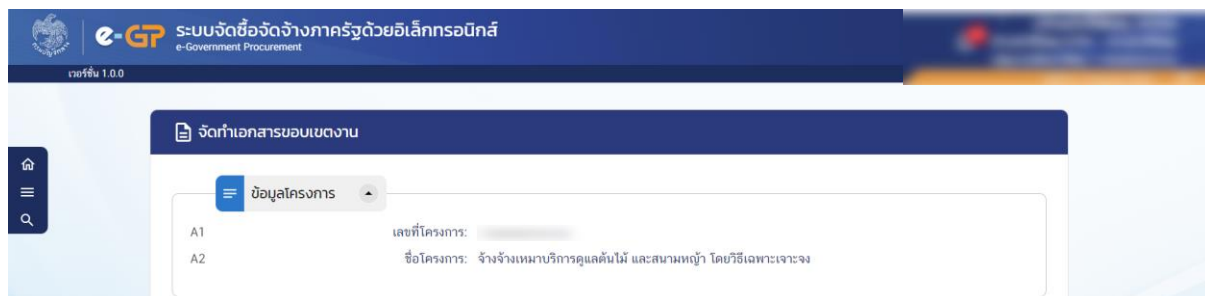 e-GP ระบบจัดซื้อจัดจ้างภาครัฐด้วยอิเล็กทรอนิกส์
e-Government Procurement
เวอร์ชั่น 1.0.0
จัดทำเอกสารขอบเขตงาน
ข้อมูลโครงการ
A1 เลขที่โครงการ:
A2 ชื่อโครงการ: จ้างจ้างเหมาบริการดูแลต้นไม้ และสนามหญ้า โดยวิธีเฉพาะเจาะจง